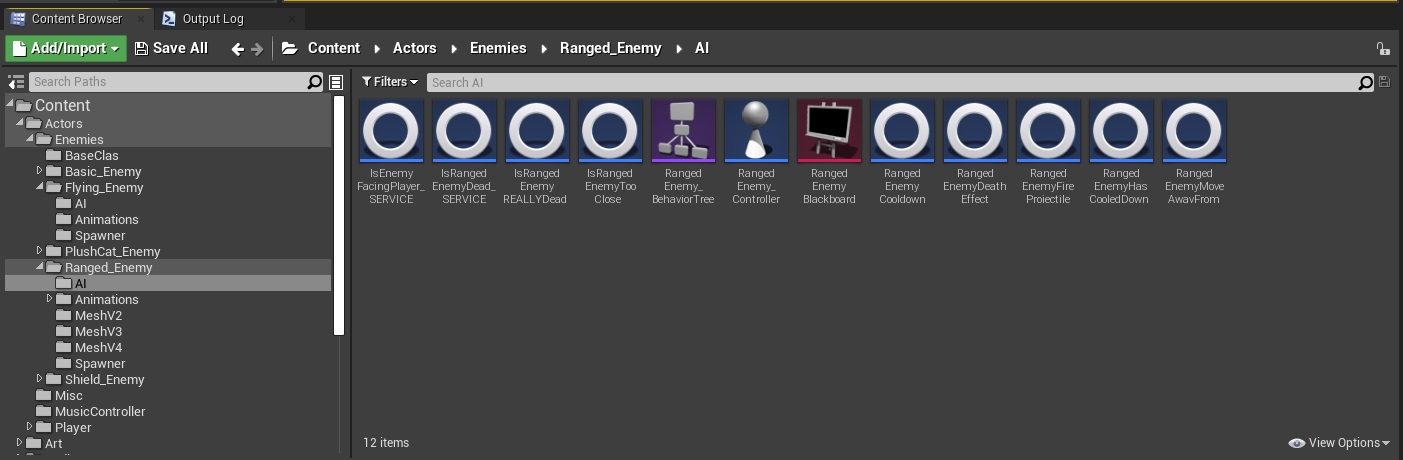 Content Browser
Output Log
Add/Import
Save All
Content
Actors
Enemies
Ranged_Enemy
AI
Search Paths
Filters
Search AI
Content
Actors
Enemies
BaseClas
Basic_Enemy
Flying_Enemy
AI
Animations
Spawner
PlushCat_Enemy
Ranged_Enemy
AI
Animations
MeshV2
MeshV3
MeshV4
Spawner
Shield_Enemy
Misc
MusicController
Player
Art
IsEnemy
FacingPlayer_
SERVICE
IsRanged
EnemyDead_
SERVICE
IsRanged
Enemy
REALLYDead
IsRanged
EnemyToo
Close
Ranged
Enemy_
BehaviorTree
Ranged
Enemy_
Controller
Ranged
Enemy
Blackboard
Ranged
Enemy
Cooldown
Ranged
EnemyDeath
Effect
Ranged
EnemyFire
Projectile
Ranged
EnemyHas
CooledDown
Ranged
EnemyMove
AwayFrom
12 items
View Options